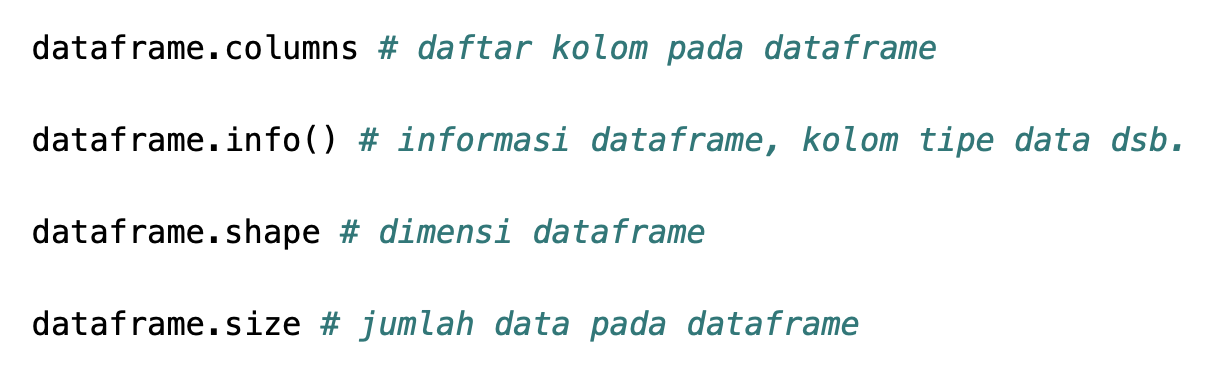 dataframe.columns # daftar kolom pada dataframe
dataframe.info() # informasi dataframe, kolom tipe data dsb.
dataframe.shape # dimensi dataframe
dataframe.size # jumlah data pada dataframe